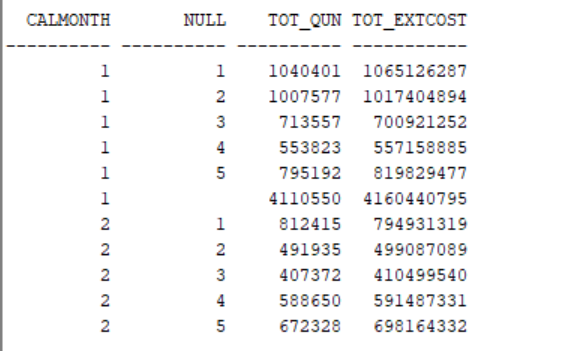 CALMONTH NULL TOT_QUN TOT_EXTCOST
---------- ---------- ---------- -----------
1 1 1040401 1065126287
1 2 1007577 1017404894
1 3 713557 700921252
1 4 553823 557158885
1 5 795192 819829477
1 4110550 4160440795
2 1 812415 794931319
2 2 491935 499087089
2 3 407372 410499540
2 4 588650 591487331
2 5 672328 698164332